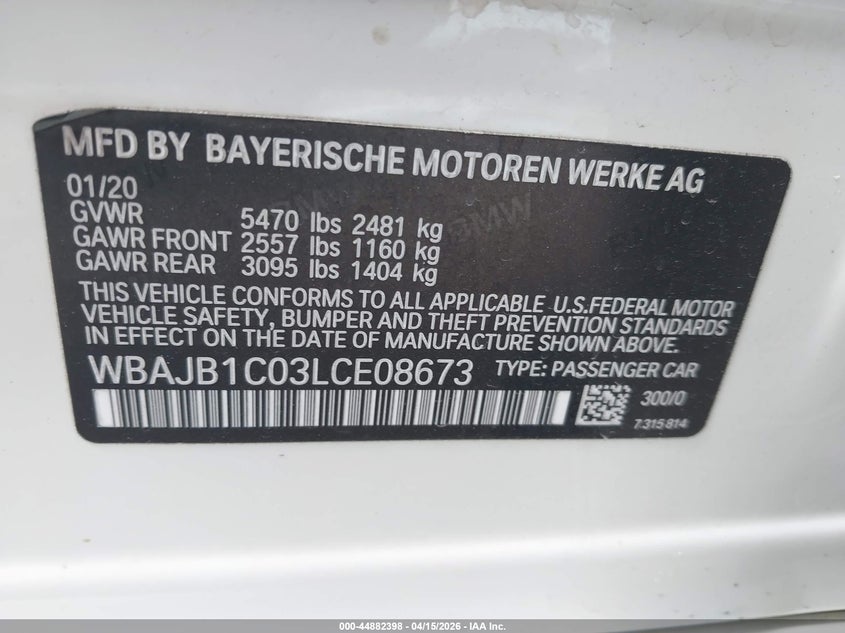 MFD BY BAYERISCHE MOTOREN WERKE AG
01/20
GVWR 5470 lbs 2481 kg
GAWR FRONT 2557 lbs 1160 kg
GAWR REAR 3095 lbs 1404 kg
THIS VEHICLE CONFORMS TO ALL APPLICABLE U.S.FEDERAL MOTOR
VEHICLE SAFETY, BUMPER AND THEFT PREVENTION STANDARDS
IN EFFECT ON THE DATE OF MANUFACTURE SHOWN ABOVE.
WBAJB1C03LCE08673 TYPE: PASSENGER CAR
300/0
7.315 814
000-44882398 - 04/15/2026 - IAA Inc.